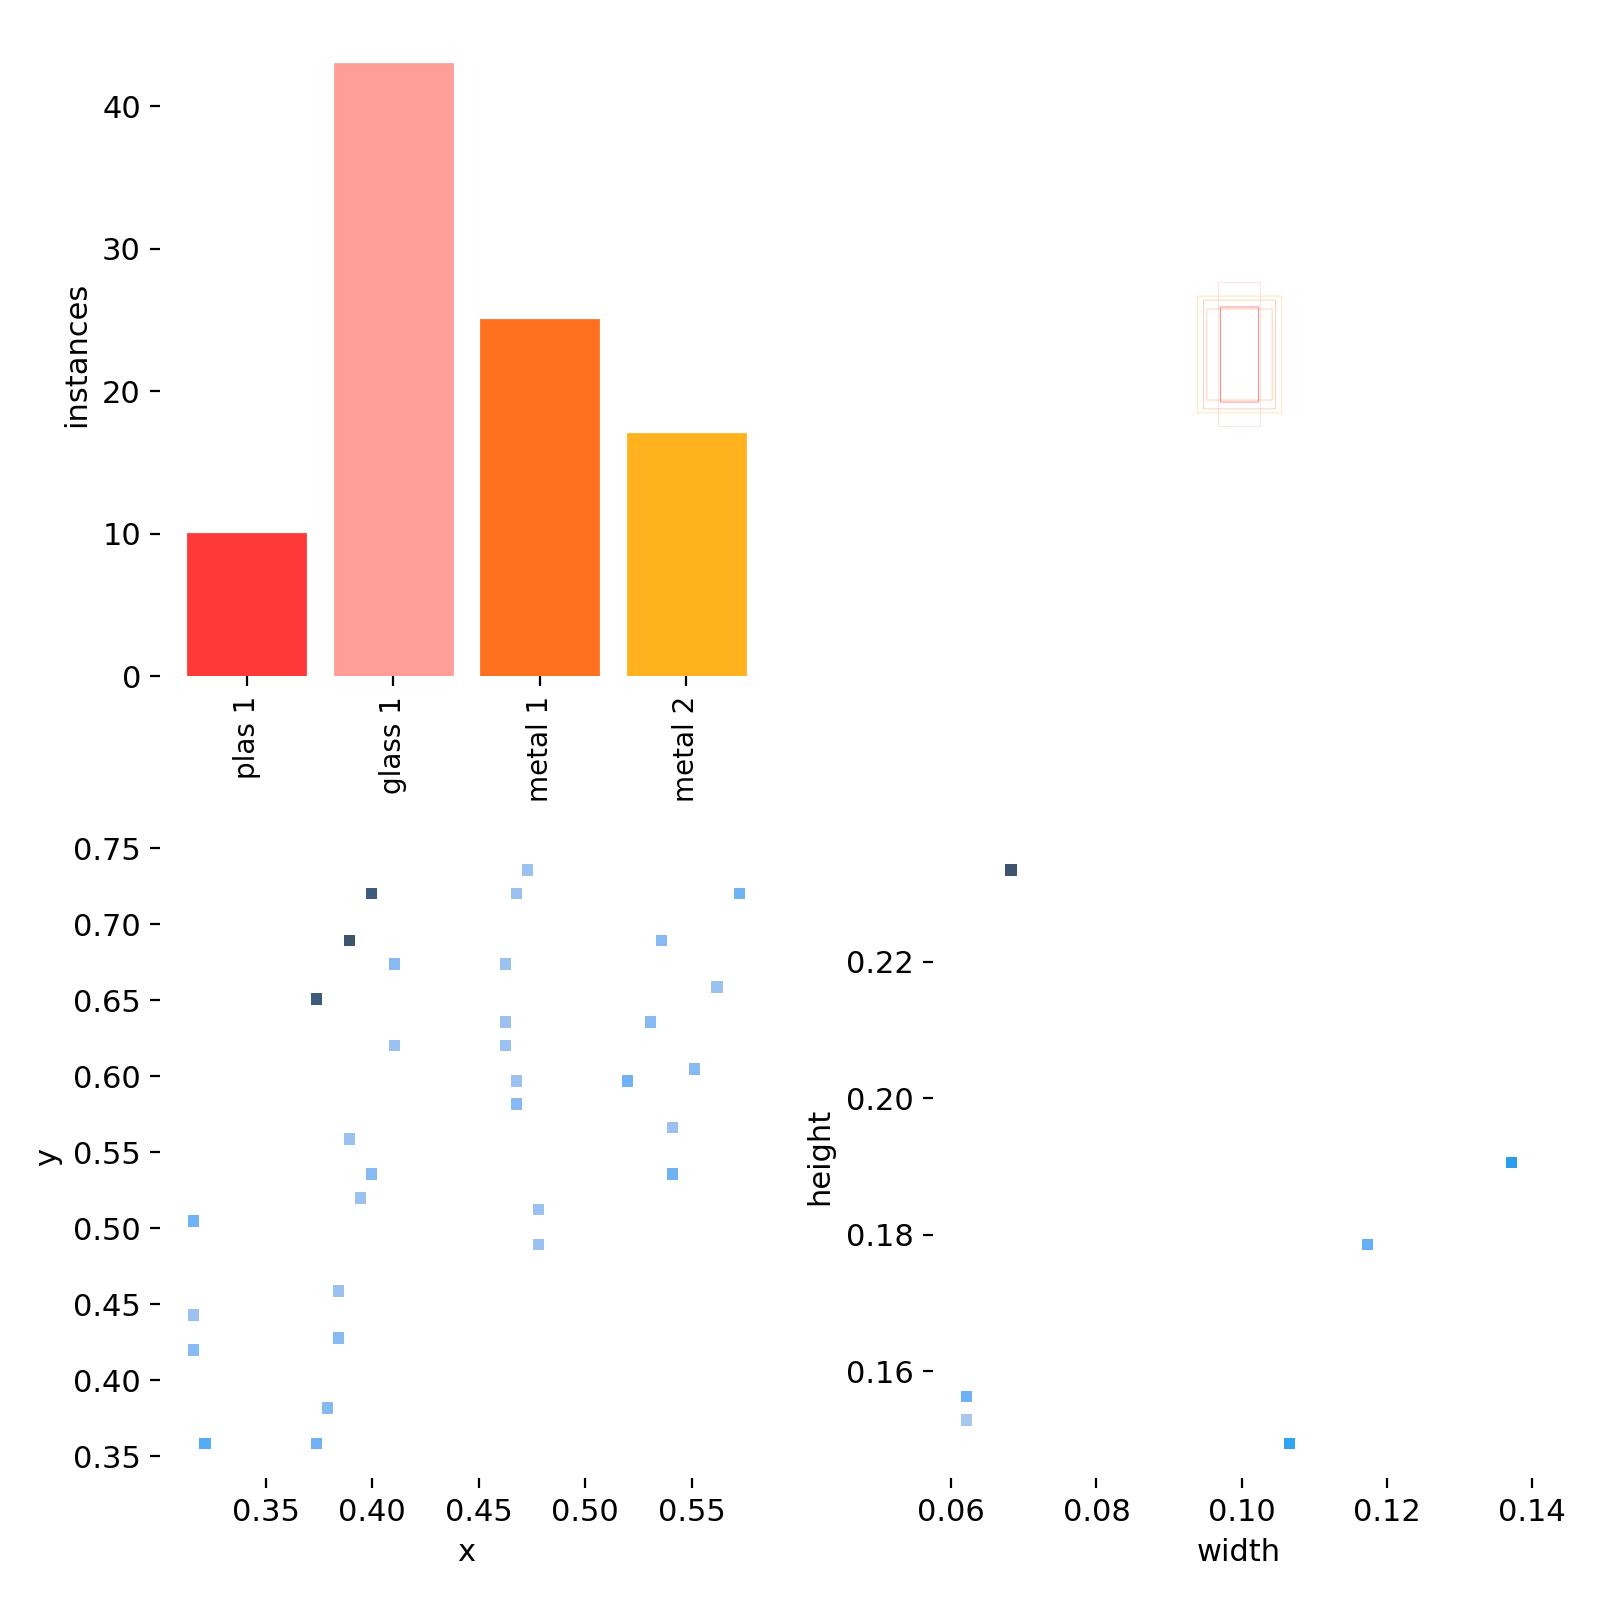 40
30
20
10
0
instances
plas 1
glass 1
metal 1
metal 2
0.75
0.70
0.65
0.60
0.55
0.50
0.45
0.40
0.35
y
0.35 0.40 0.45 0.50 0.55
x
0.22
0.20
0.18
0.16
height
0.06 0.08 0.10 0.12 0.14
width